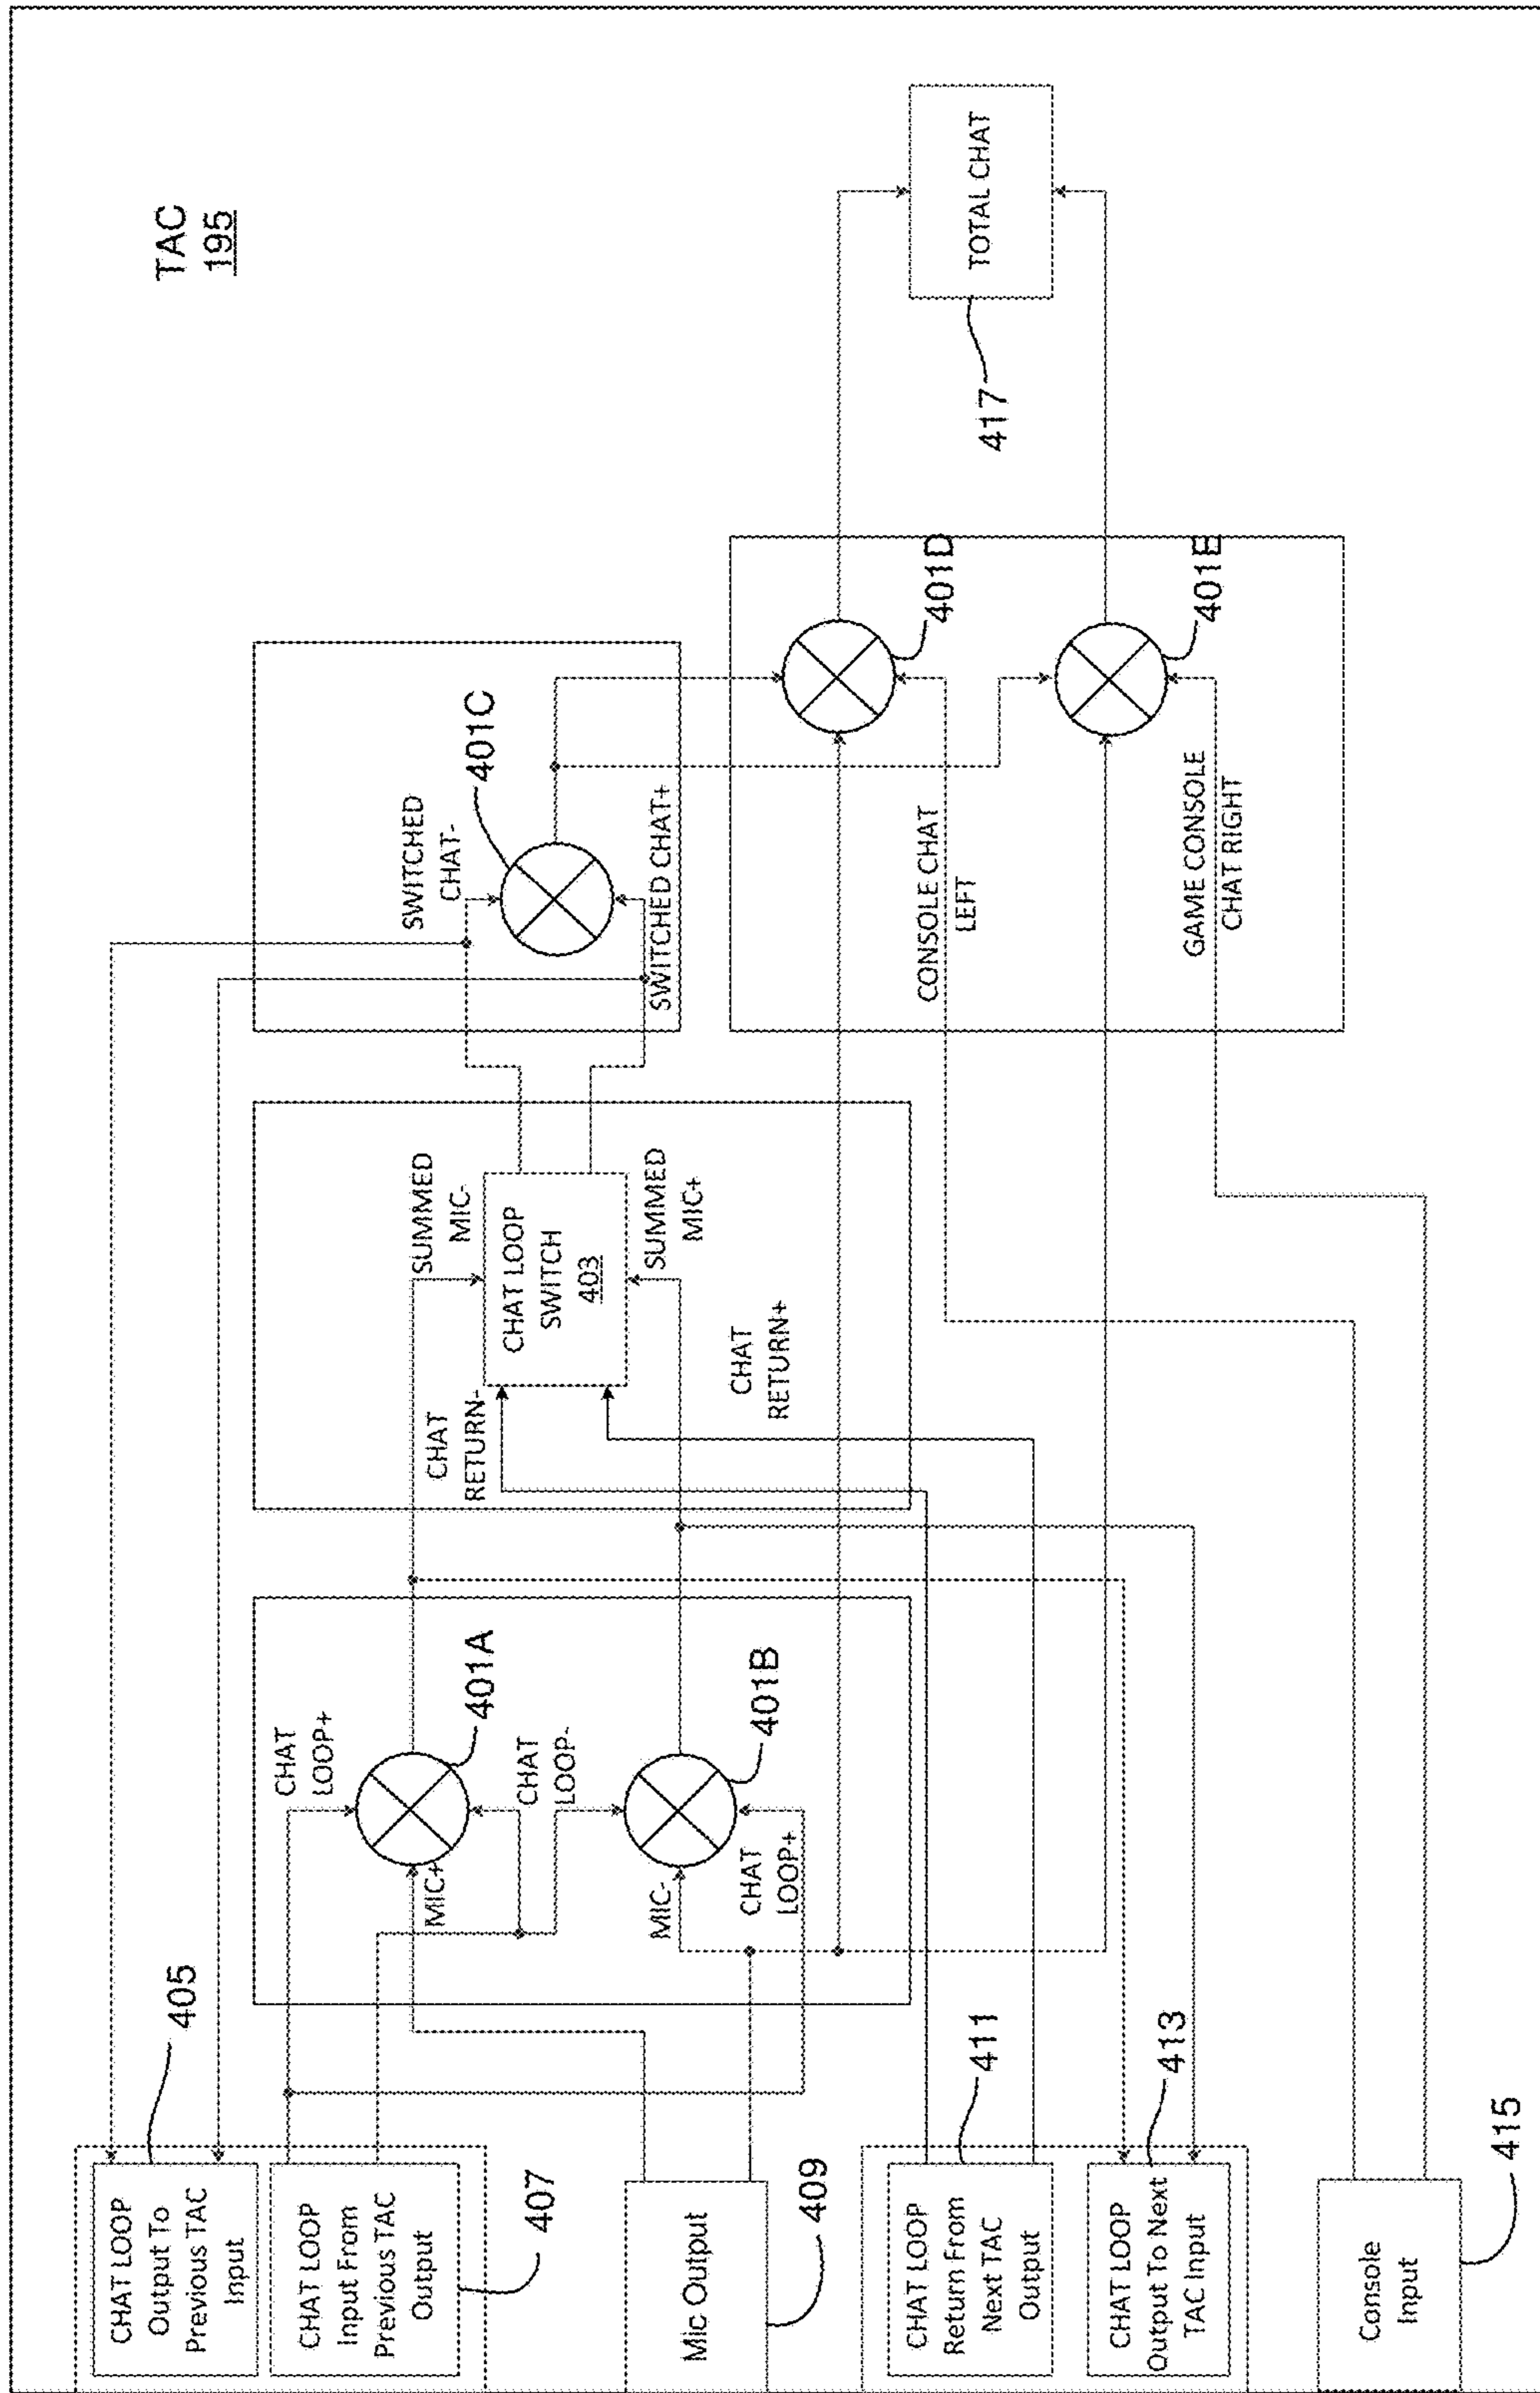 TAC
195
CHAT LOOP
Output To
Previous TAC
Input
405
CHAT LOOP
Input From
Previous TAC
Output
407
Mic Output
409
CHAT LOOP
Return From
Next TAC
Output
411
CHAT LOOP
Output To Next
TAC Input
413
Console
Input
415
CHAT
LOOP+
MIC+
401A
CHAT
LOOP-
MIC-
CHAT
LOOP+
401B
SUMMED
MIC-
CHAT
RETURN-
CHAT LOOP
SWITCH
403
SUMMED
MIC+
CHAT
RETURN+
SWITCHED
CHAT-
401C
SWITCHED CHAT+
CONSOLE CHAT
LEFT
401D
GAME CONSOLE
CHAT RIGHT
401E
TOTAL CHAT
417